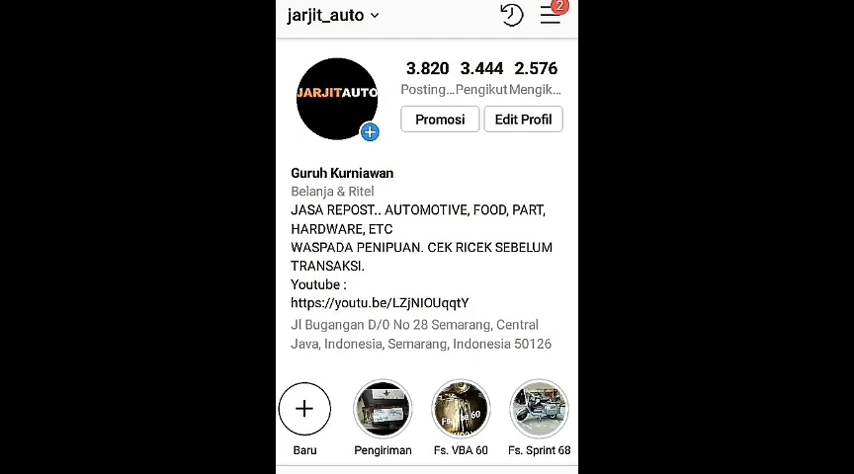 jarjit_auto
2
JARJITAUTO
3.820 3.444 2.576
Posting... Pengikut Mengik...
Promosi Edit Profil
Guruh Kurniawan
Belanja & Ritel
JASA REPOST.. AUTOMOTIVE, FOOD, PART,
HARDWARE, ETC
WASPADA PENIPUAN. CEK RICEK SEBELUM
TRANSAKSI.
Youtube :
https://youtu.be/LZjNIOUqqtY
Jl Bugangan D/0 No 28 Semarang, Central
Java, Indonesia, Semarang, Indonesia 50126
Baru Pengiriman Fs. VBA 60 Fs. Sprint 68